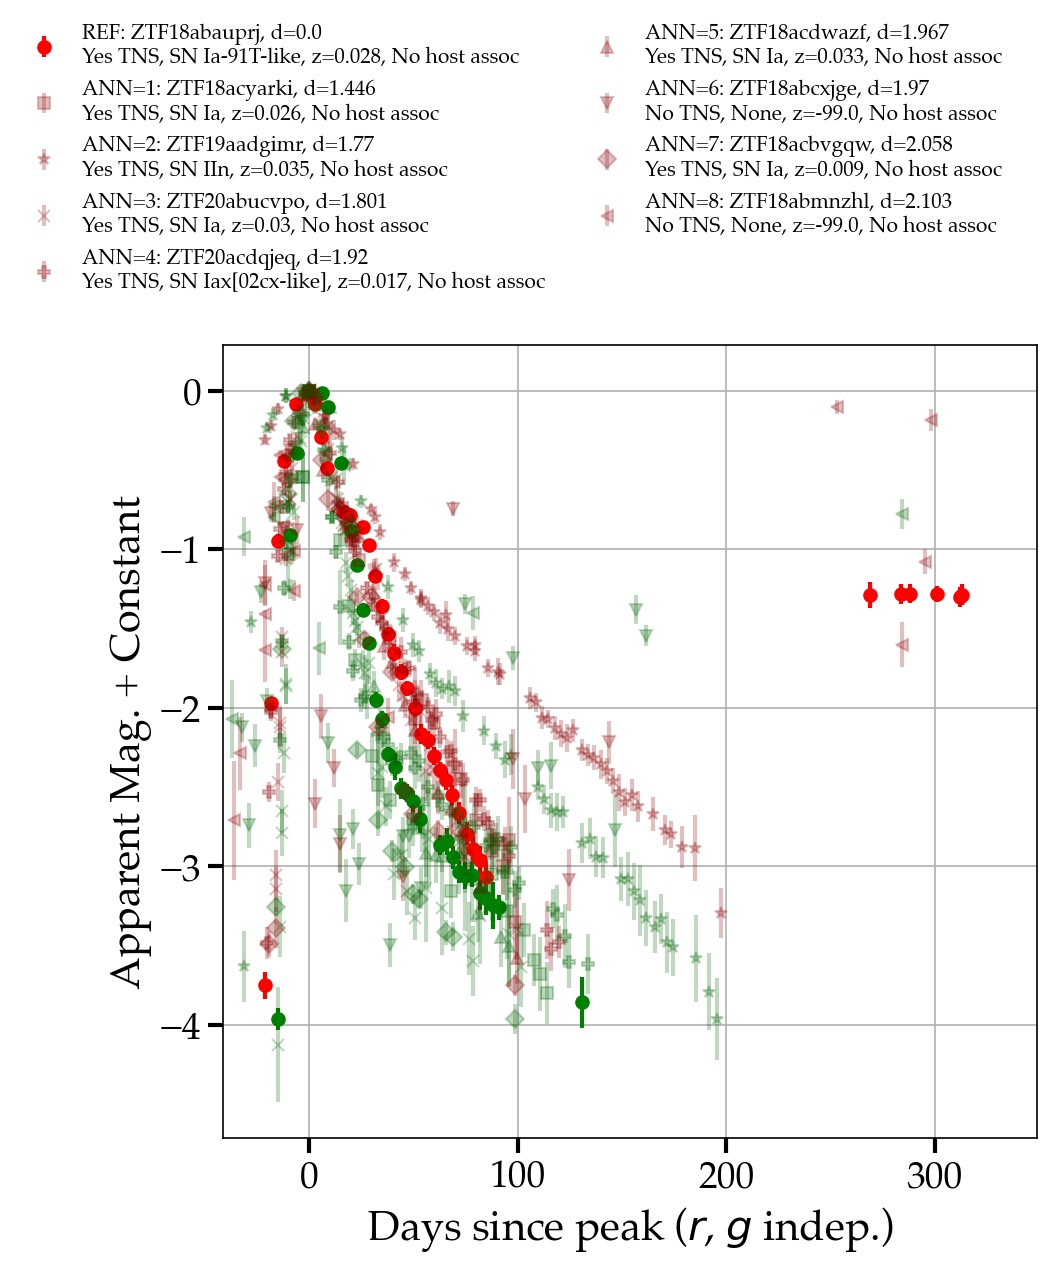 REF: ZTF18abauprj, d=0.0
Yes TNS, SN Ia-91T-like, z=0.028, No host assoc
ANN=1: ZTF18acyarki, d=1.446
Yes TNS, SN Ia, z=0.026, No host assoc
ANN=2: ZTF19aadgimr, d=1.77
Yes TNS, SN IIn, z=0.035, No host assoc
ANN=3: ZTF20abucvpo, d=1.801
Yes TNS, SN Ia, z=0.03, No host assoc
ANN=4: ZTF20acdqjeq, d=1.92
Yes TNS, SN Iax[02cx-like], z=0.017, No host assoc
ANN=5: ZTF18acdwazf, d=1.967
Yes TNS, SN Ia, z=0.033, No host assoc
ANN=6: ZTF18abcxjge, d=1.97
No TNS, None, z=-99.0, No host assoc
ANN=7: ZTF18acbvgqw, d=2.058
Yes TNS, SN Ia, z=0.009, No host assoc
ANN=8: ZTF18abmnzhl, d=2.103
No TNS, None, z=-99.0, No host assoc
Apparent Mag. + Constant
0
−1
−2
−3
−4
0
100
200
300
Days since peak (r, g indep.)